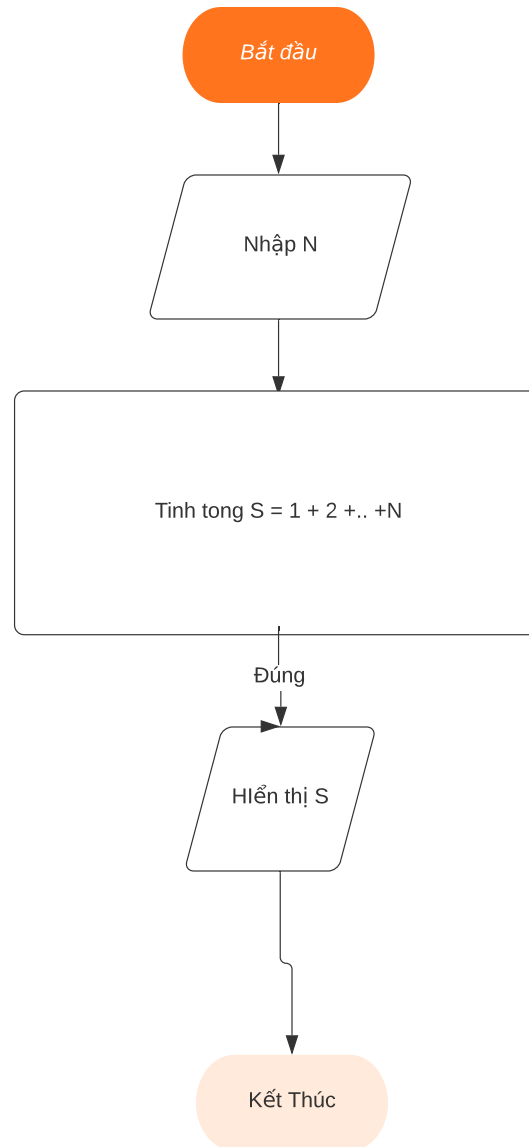 Bắt đầu
Nhập N
Tinh tong S = 1 + 2 +.. +N
Đúng
HIển thị S
Kết Thúc